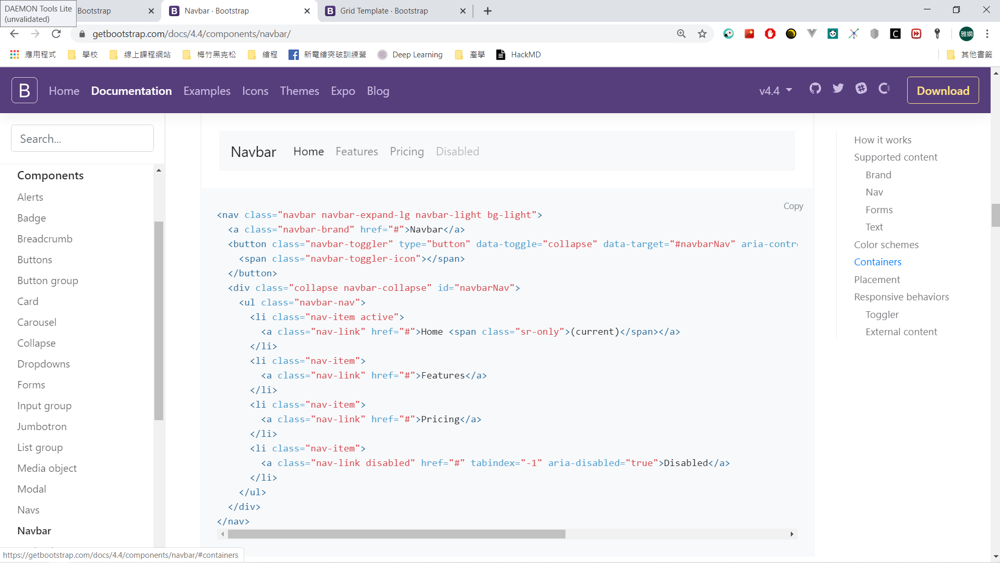 DAEMON Tools Lite
(unvalidated)
Bootstrap
Navbar · Bootstrap
Grid Template · Bootstrap
getbootstrap.com/docs/4.4/components/navbar/
雅嫻
應用程式
學校
線上課程網站
梅竹黑克松
繪程
新電繪突破訓練營
Deep Learning
產學
HackMD
其他書籤
B Home Documentation Examples Icons Themes Expo Blog v4.4 Download
Search...
Components
Alerts
Badge
Breadcrumb
Buttons
Button group
Card
Carousel
Collapse
Dropdowns
Forms
Input group
Jumbotron
List group
Media object
Modal
Navs
Navbar
Navbar Home Features Pricing Disabled
Copy
<nav class="navbar navbar-expand-lg navbar-light bg-light">
<a class="navbar-brand" href="#">Navbar</a>
<button class="navbar-toggler" type="button" data-toggle="collapse" data-target="#navbarNav" aria-contro
<span class="navbar-toggler-icon"></span>
</button>
<div class="collapse navbar-collapse" id="navbarNav">
<ul class="navbar-nav">
<li class="nav-item active">
<a class="nav-link" href="#">Home <span class="sr-only">(current)</span></a>
</li>
<li class="nav-item">
<a class="nav-link" href="#">Features</a>
</li>
<li class="nav-item">
<a class="nav-link" href="#">Pricing</a>
</li>
<li class="nav-item">
<a class="nav-link disabled" href="#" tabindex="-1" aria-disabled="true">Disabled</a>
</li>
</ul>
</div>
</nav>
How it works
Supported content
Brand
Nav
Forms
Text
Color schemes
Containers
Placement
Responsive behaviors
Toggler
External content
https://getbootstrap.com/docs/4.4/components/navbar/#containers